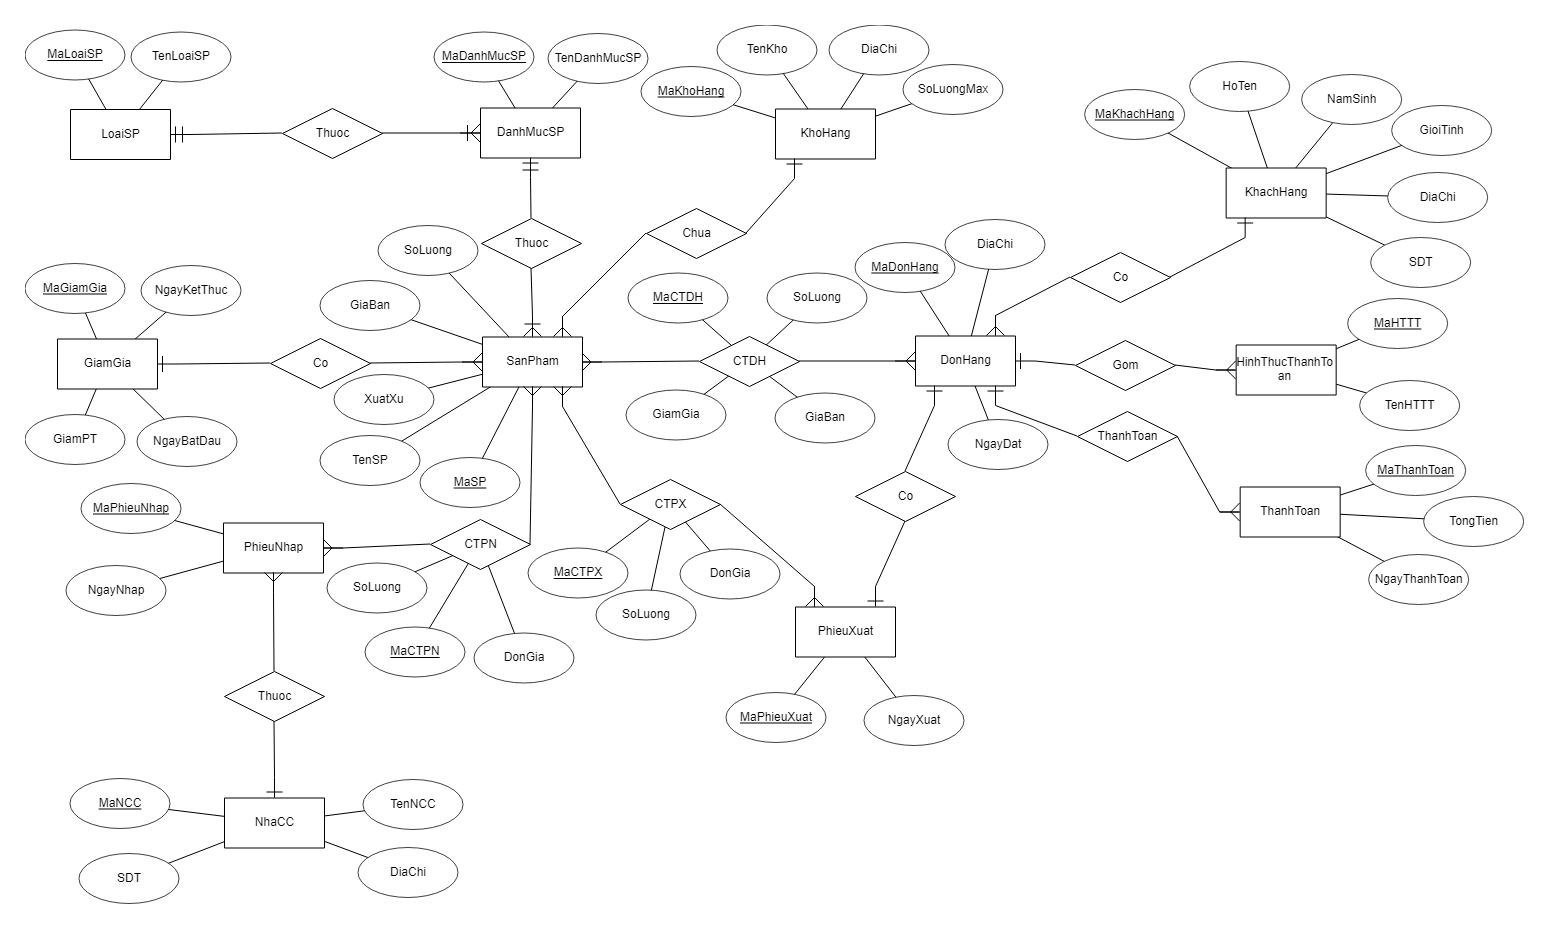 MaLoaiSP
TenLoaiSP
LoaiSP
Thuoc
MaDanhMucSP
TenDanhMucSP
DanhMucSP
TenKho
DiaChi
MaKhoHang
SoLuongMax
KhoHang
HoTen
NamSinh
MaKhachHang
GioiTinh
KhachHang
DiaChi
SDT
Thuoc
Chua
SoLuong
GiaBan
MaGiamGia
NgayKetThuc
GiamGia
Co
SanPham
GiamPT
NgayBatDau
XuatXu
TenSP
MaSP
MaCTDH
SoLuong
CTDH
GiamGia
GiaBan
MaDonHang
DiaChi
DonHang
NgayDat
Co
Gom
MaHTTT
HinhThucThanhTo
an
TenHTTT
ThanhToan
MaThanhToan
ThanhToan
TongTien
NgayThanhToan
Co
MaPhieuNhap
PhieuNhap
NgayNhap
CTPN
SoLuong
MaCTPN
DonGia
CTPX
MaCTPX
SoLuong
DonGia
PhieuXuat
MaPhieuXuat
NgayXuat
Thuoc
MaNCC
TenNCC
NhaCC
SDT
DiaChi